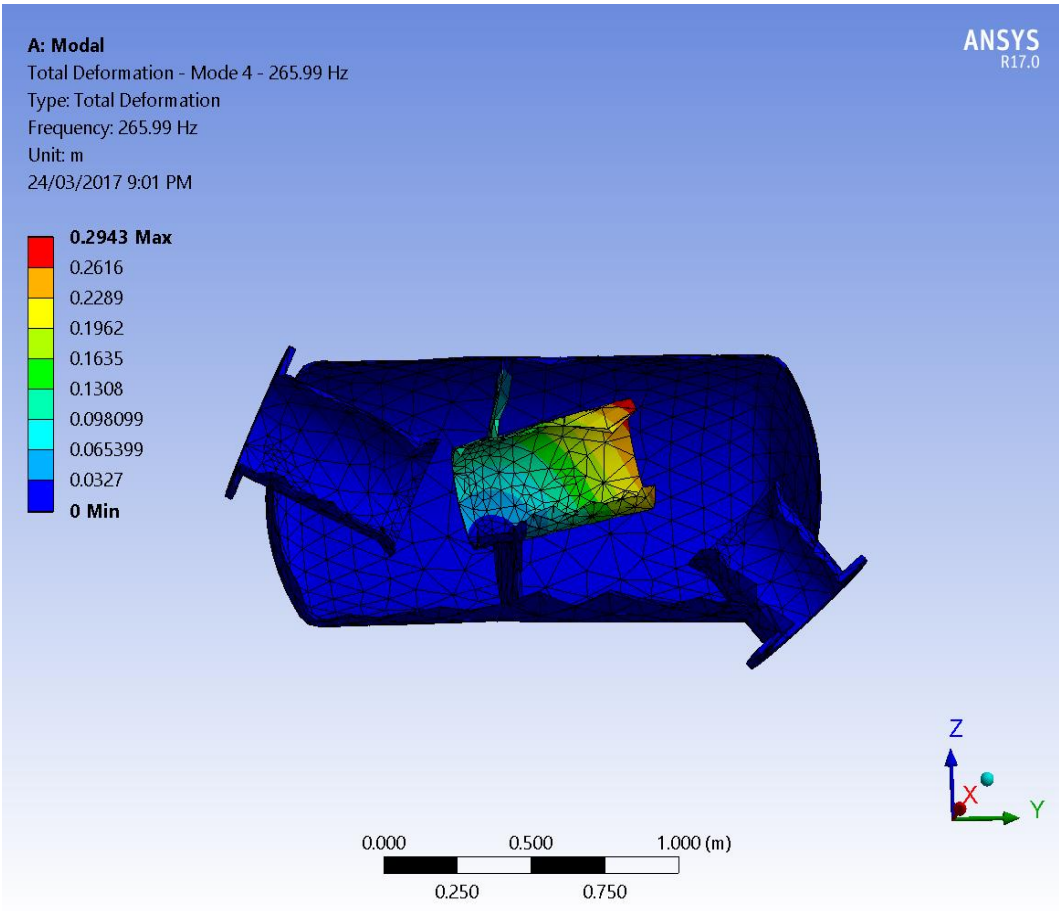 A: Modal
Total Deformation - Mode 4 - 265.99 Hz
Type: Total Deformation
Frequency: 265.99 Hz
Unit: m
24/03/2017 9:01 PM
ANSYS
R17.0
0.2943 Max
0.2616
0.2289
0.1962
0.1635
0.1308
0.098099
0.065399
0.0327
0 Min
Z
X
Y
0.000 0.500 1.000 (m)
0.250 0.750